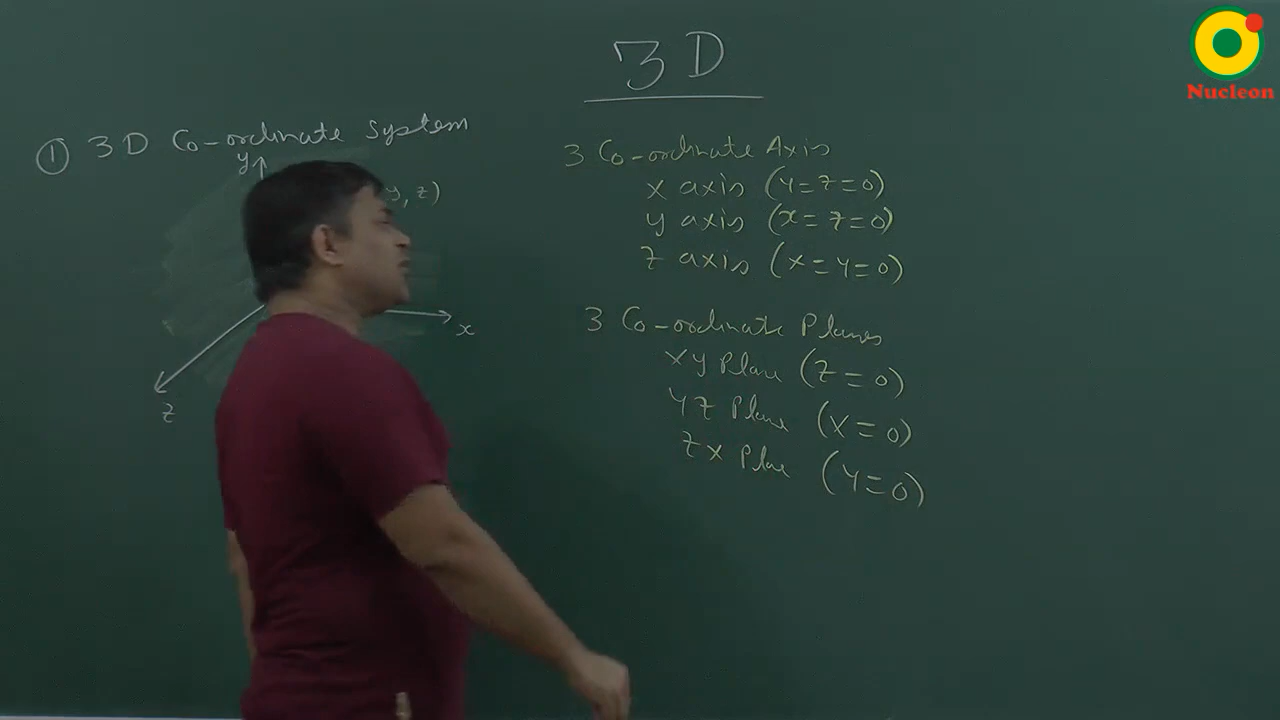 3D
Nucleon
① 3D Co-ordinate System
y
y, z)
x
z
3 Co-ordinate Axis
x axis (y=z=0)
y axis (x=z=0)
z axis (x=y=0)
3 Co-ordinate Planes
xy Plane (z=0)
yz Plane (x=0)
zx Plane (y=0)